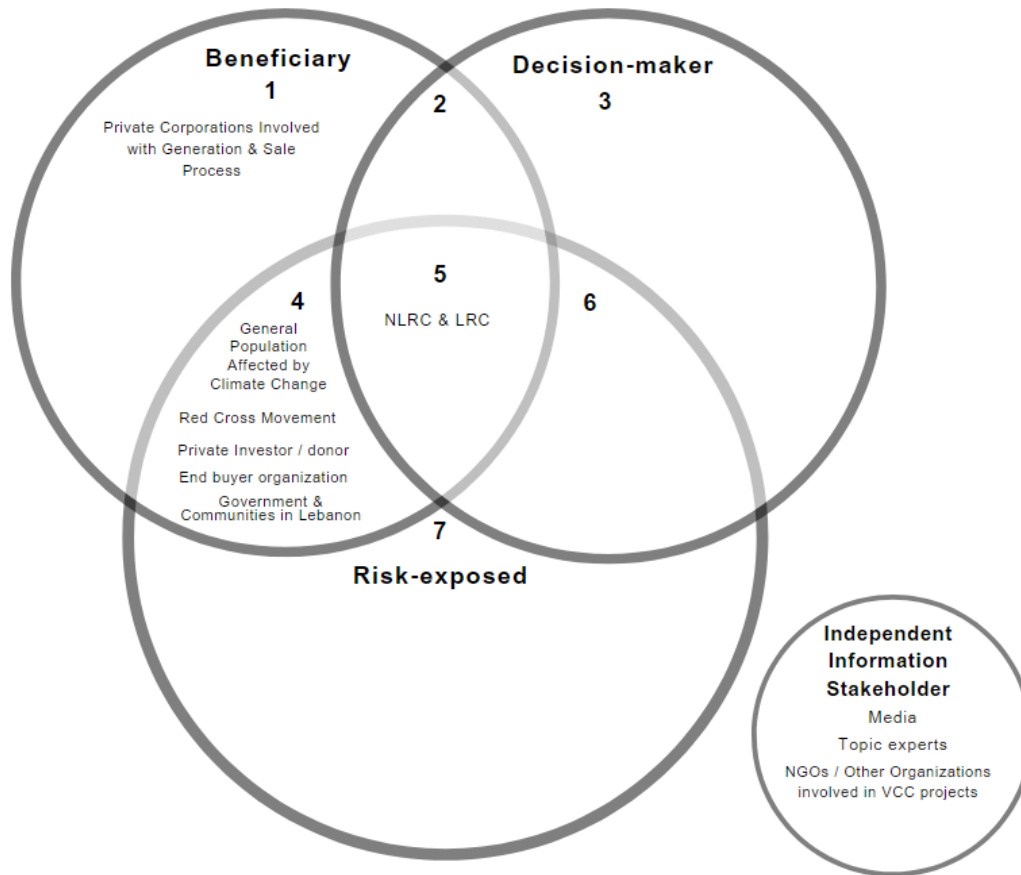 Beneficiary
1
Private Corporations Involved
with Generation & Sale
Process
2
Decision-maker
3
4
General
Population
Affected by
Climate Change
Red Cross Movement
Private Investor / donor
End buyer organization
Government &
Communities in Lebanon
5
NLRC & LRC
6
7
Risk-exposed
Independent
Information
Stakeholder
Media
Topic experts
NGOs / Other Organizations
involved in VCC projects